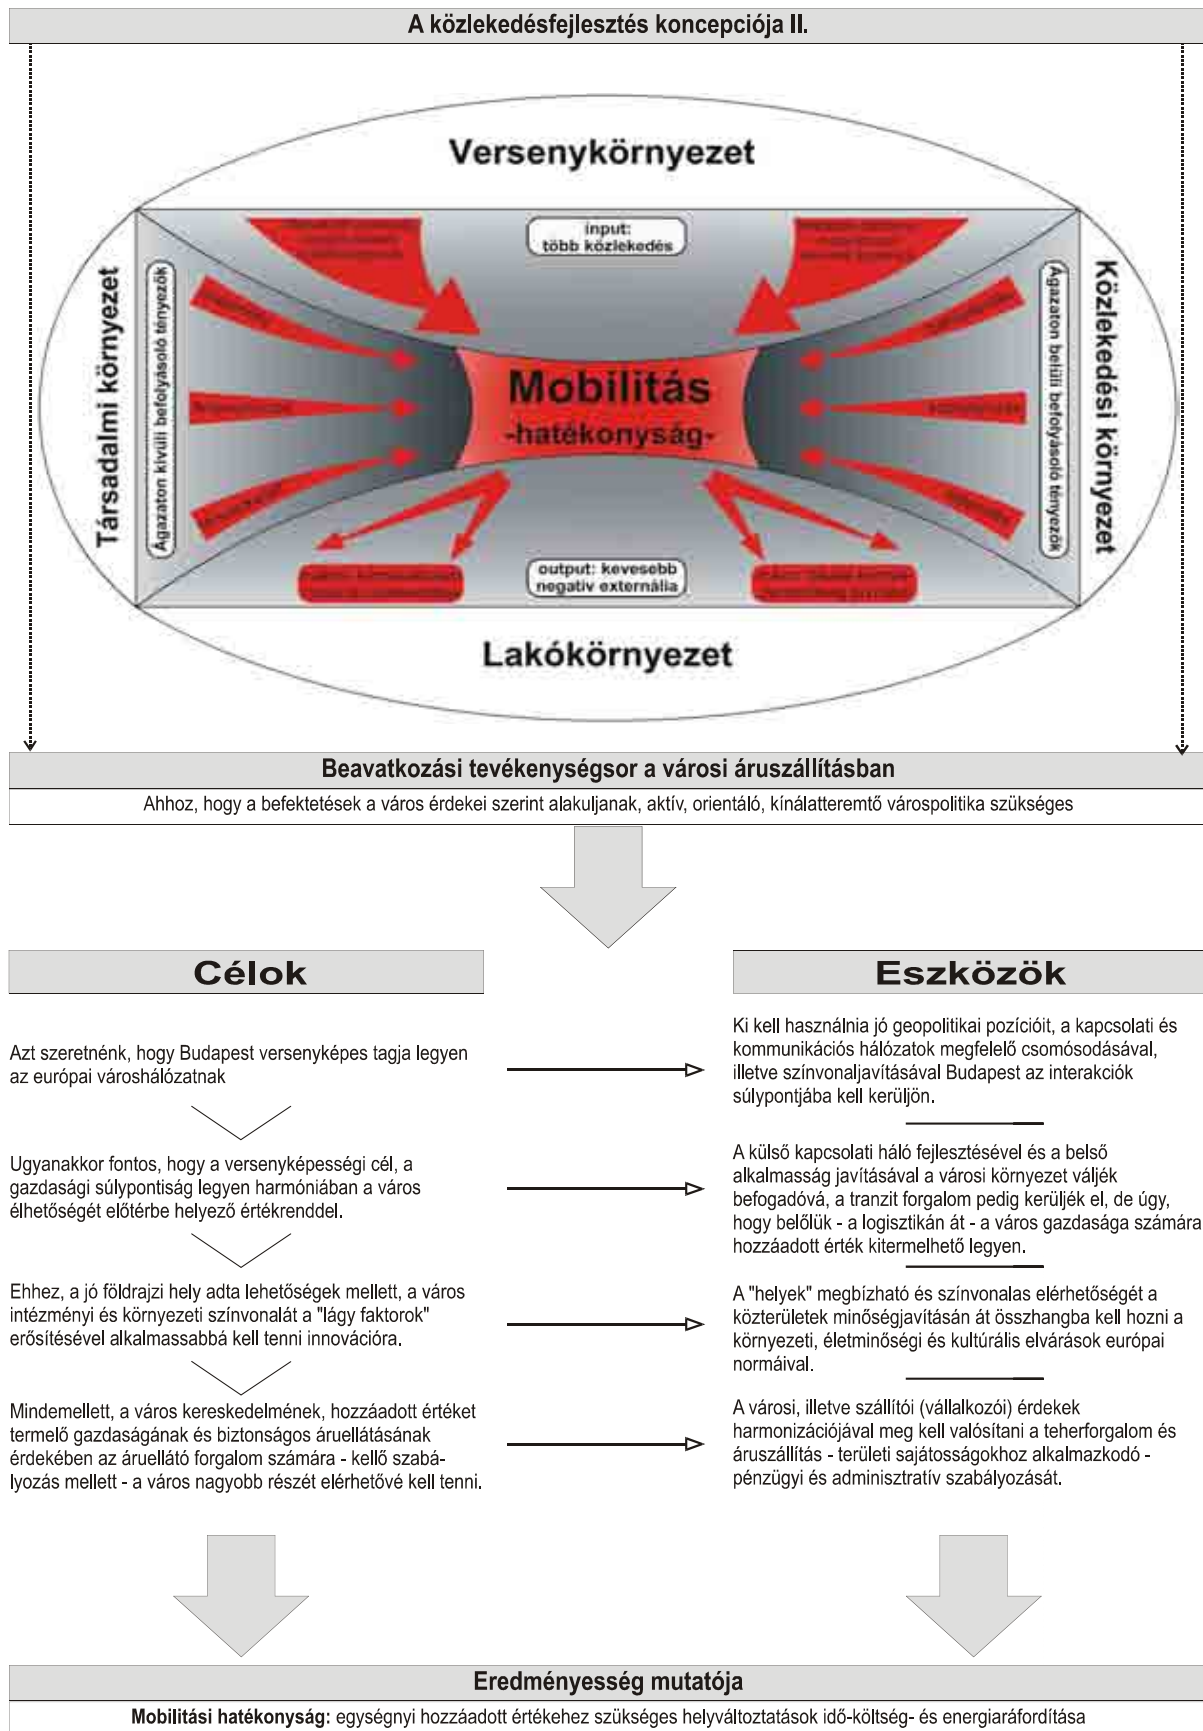 A közlekedésfejlesztés koncepciója II.
Versenykörnyezet
input:
több közlekedés
Társadalmi környezet
Ágazaton kívüli befolyásoló tényezők
Mobilitás
-hatékonyság-
Ágazaton belüli befolyásoló tényezők
Közlekedési környezet
output: kevesebb
negatív externália
Lakókörnyezet
Beavatkozási tevékenységsor a városi áruszállításban
Ahhoz, hogy a befektetések a város érdekei szerint alakuljanak, aktív, orientáló, kínálatteremtő várospolitika szükséges
Célok
Azt szeretnénk, hogy Budapest versenyképes tagja legyen
az európai városhálózatnak
Ugyanakkor fontos, hogy a versenyképességi cél, a
gazdasági súlypontiság legyen harmóniában a város
élhetőségét előtérbe helyező értékrenddel.
Ehhez, a jó földrajzi hely adta lehetőségek mellett, a város
intézményi és környezeti színvonalát a "lágy faktorok"
erősítésével alkalmassabbá kell tenni innovációra.
Mindemellett, a város kereskedelmének, hozzáadott értéket
termelő gazdaságának és biztonságos áruellátásának
érdekében az áruellátó forgalom számára - kellő szabá-
lyozás mellett - a város nagyobb részét elérhetővé kell tenni.
Eszközök
Ki kell használnia jó geopolitikai pozícióit, a kapcsolati és
kommunikációs hálózatok megfelelő csomósodásával,
illetve színvonaljavításával Budapest az interakciók
súlypontjába kell kerüljön.
A külső kapcsolati háló fejlesztésével és a belső
alkalmasság javításával a városi környezet váljék
befogadóvá, a tranzit forgalom pedig kerüljék el, de úgy,
hogy belőlük - a logisztikán át - a város gazdasága számára
hozzáadott érték kitermelhető legyen.
A "helyek" megbízható és színvonalas elérhetőségét a
közterületek minőségjavításán át összhangba kell hozni a
környezeti, életminőségi és kultúrális elvárások európai
normáival.
A városi, illetve szállítói (vállalkozói) érdekek
harmonizációjával meg kell valósítani a teherforgalom és
áruszállítás - területi sajátosságokhoz alkalmazkodó -
pénzügyi és adminisztratív szabályozását.
Eredményesség mutatója
Mobilitási hatékonyság: egységnyi hozzáadott értékehez szükséges helyváltoztatások idő-költség- és energiaráfordítása